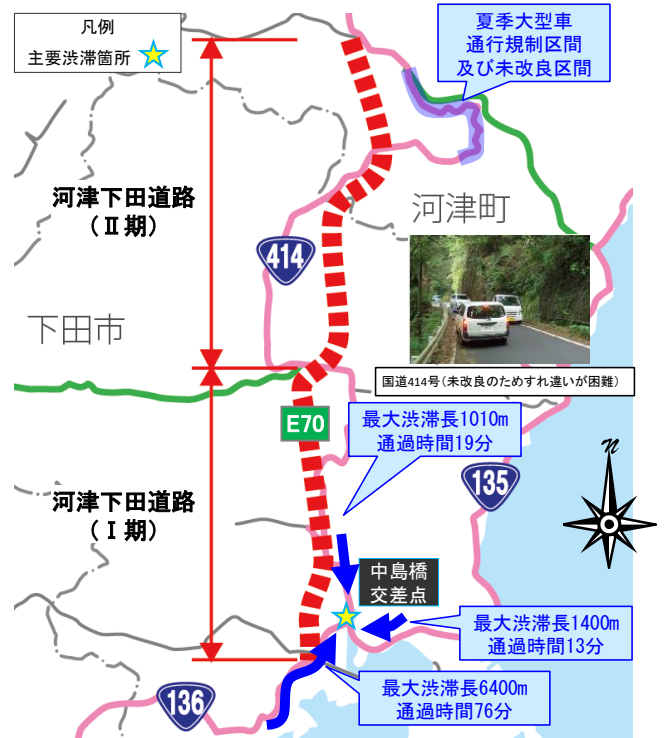 凡例
主要渋滞箇所
夏季大型車
通行規制区間
及び未改良区間
河津下田道路
(Ⅱ期)
河津町
414
下田市
国道414号(未改良のためすれ違いが困難)
E70
最大渋滞長1010m
通過時間19分
135
N
河津下田道路
(Ⅰ期)
中島橋
交差点
最大渋滞長1400m
通過時間13分
最大渋滞長6400m
通過時間76分
136